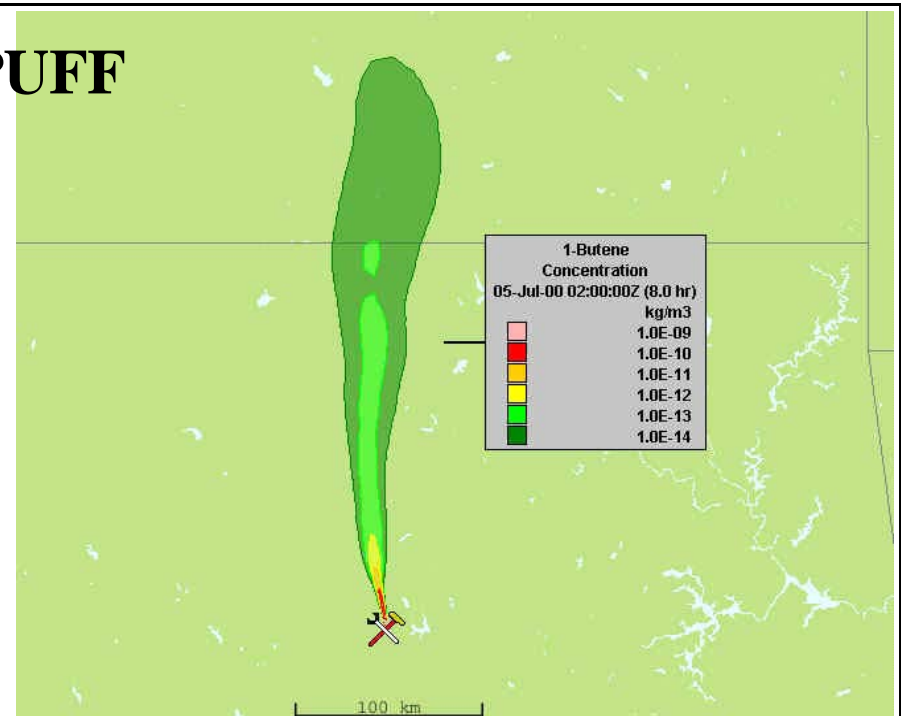 PUFF
1-Butene
Concentration
05-Jul-00 02:00:00Z (8.0 hr)
kg/m3
1.0E-09
1.0E-10
1.0E-11
1.0E-12
1.0E-13
1.0E-14
100 km